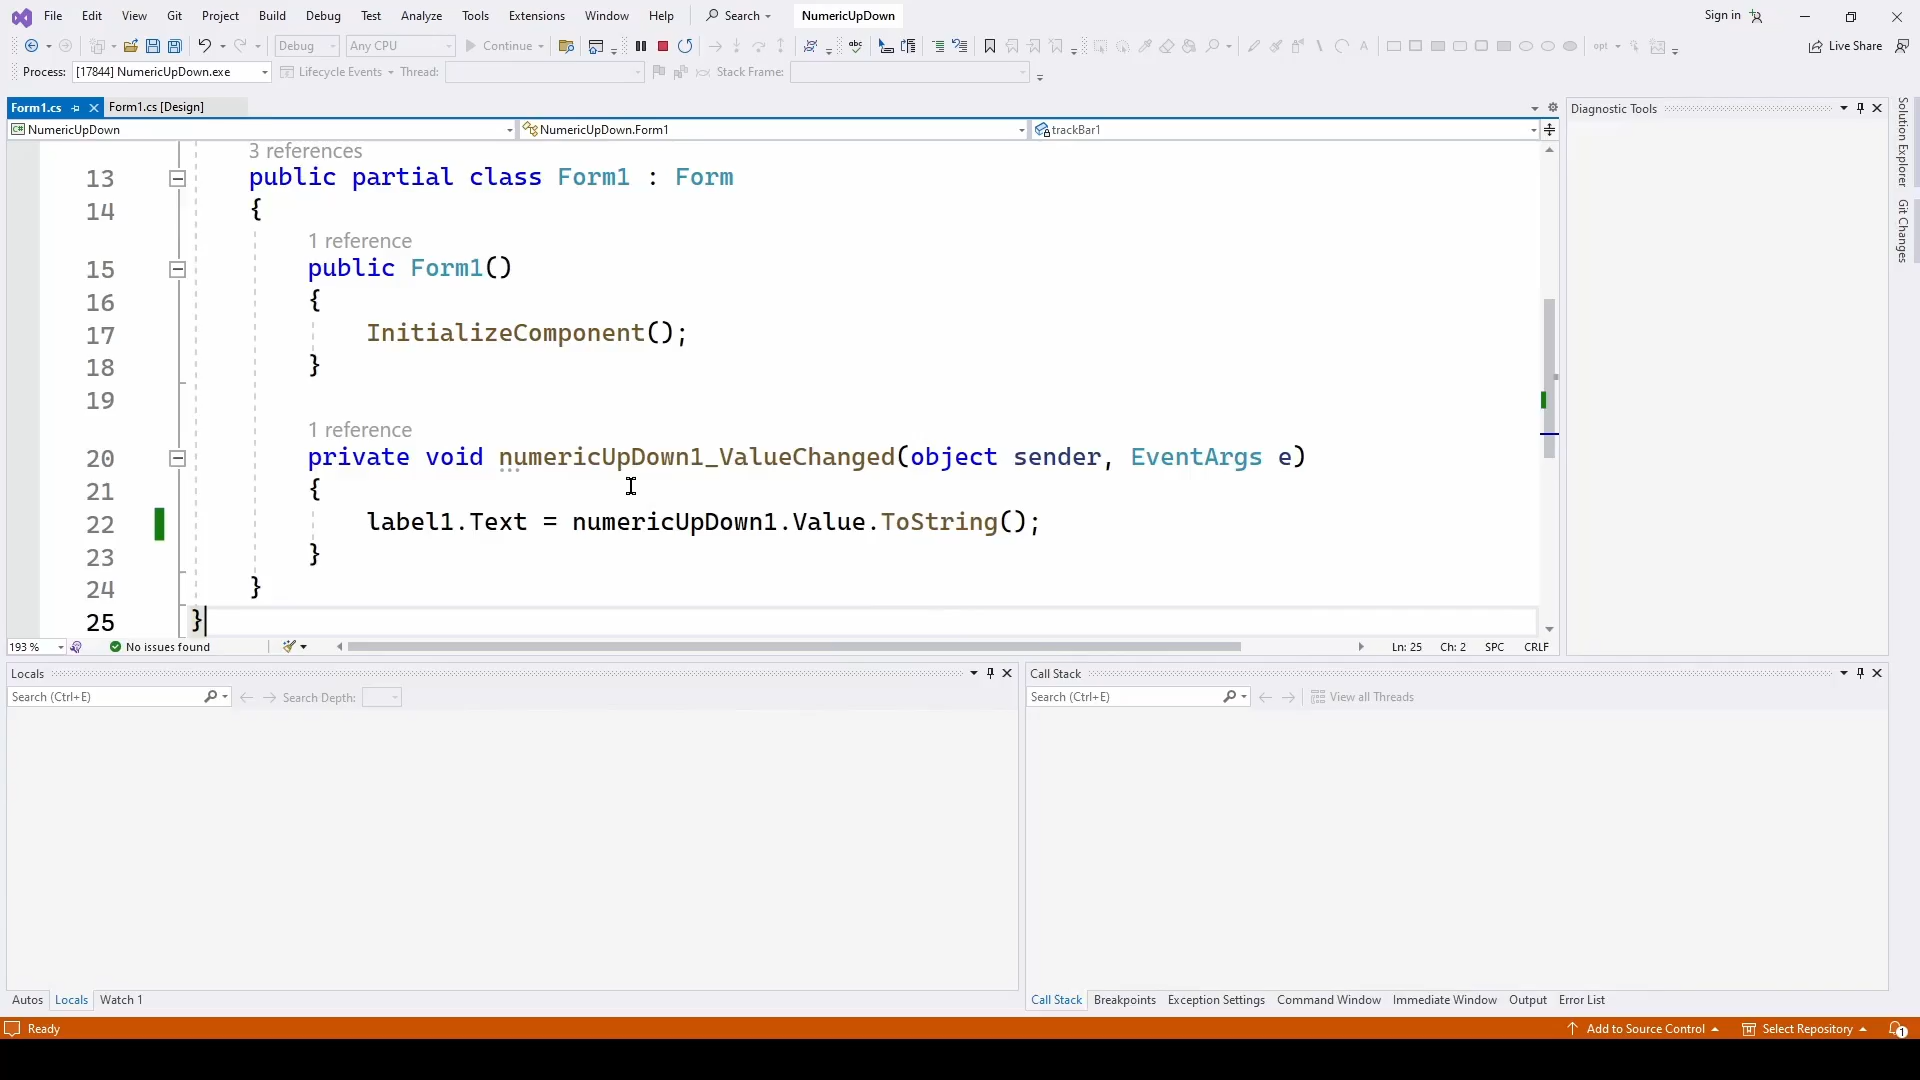 File Edit View Git Project Build Debug Test Analyze Tools Extensions Window Help Search NumericUpDown Sign in
Debug Any CPU Continue opt Live Share
Process: [17844] NumericUpDown.exe Lifecycle Events Thread: Stack Frame:
Form1.cs Form1.cs [Design] Diagnostic Tools
C# NumericUpDown NumericUpDown.Form1 trackBar1
Solution Explorer
Git Changes
3 references
13 public partial class Form1 : Form
14 {
1 reference
15 public Form1()
16 {
17 InitializeComponent();
18 }
19
1 reference
20 private void numericUpDown1_ValueChanged(object sender, EventArgs e)
21 {
22 label1.Text = numericUpDown1.Value.ToString();
23 }
24 }
25 }
193 % No issues found Ln: 25 Ch: 2 SPC CRLF
Locals Call Stack
Search (Ctrl+E) Search Depth: Search (Ctrl+E) View all Threads
Autos Locals Watch 1 Call Stack Breakpoints Exception Settings Command Window Immediate Window Output Error List
Ready Add to Source Control Select Repository 1